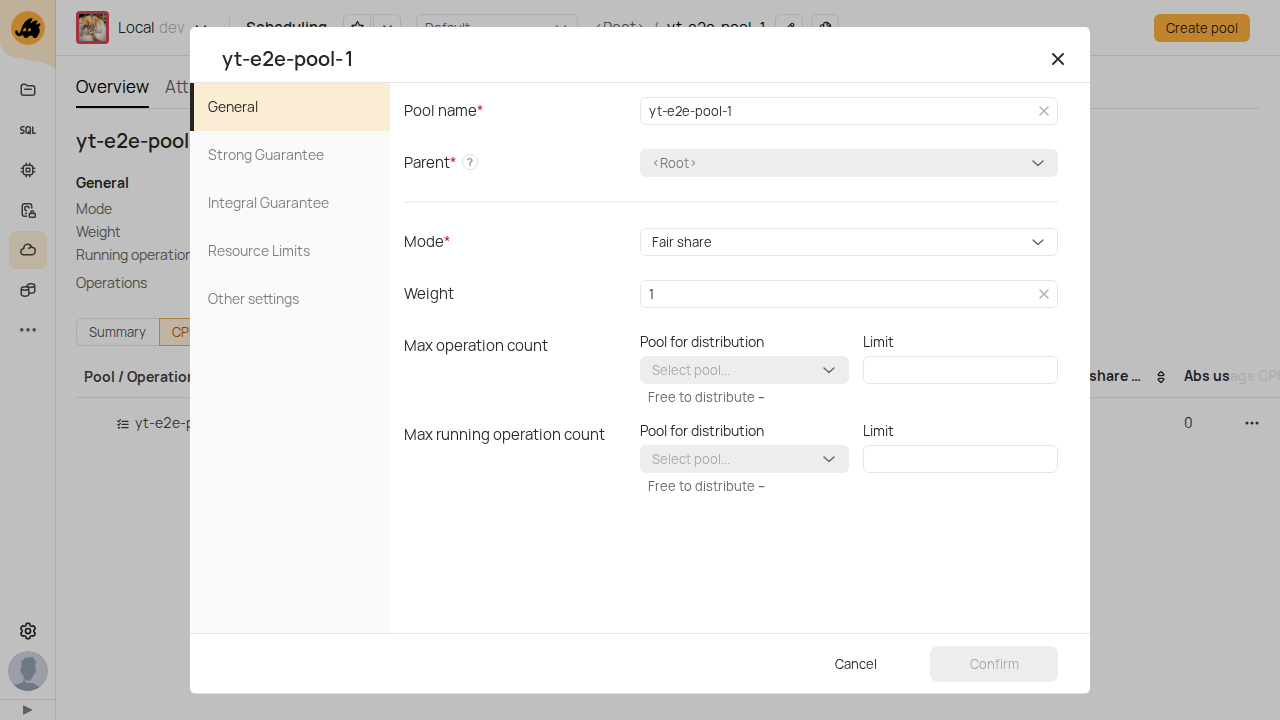 Local dev
Scheduling
Default
<Root> / yt-e2e-pool-1
Create pool
yt-e2e-pool-1
Overview
Att
General
Strong Guarantee
Integral Guarantee
Resource Limits
Other settings
Pool name*
yt-e2e-pool-1
Parent* ?
<Root>
Mode*
Fair share
Weight
1
Max operation count
Pool for distribution
Limit
Select pool...
Free to distribute –
Max running operation count
Pool for distribution
Limit
Select pool...
Free to distribute –
Cancel
Confirm
SQL
yt-e2e-pool
General
Mode
Weight
Running operation
Operations
Summary
CP
Pool / Operation
share ...
Abs usage CP
yt-e2e-p
0